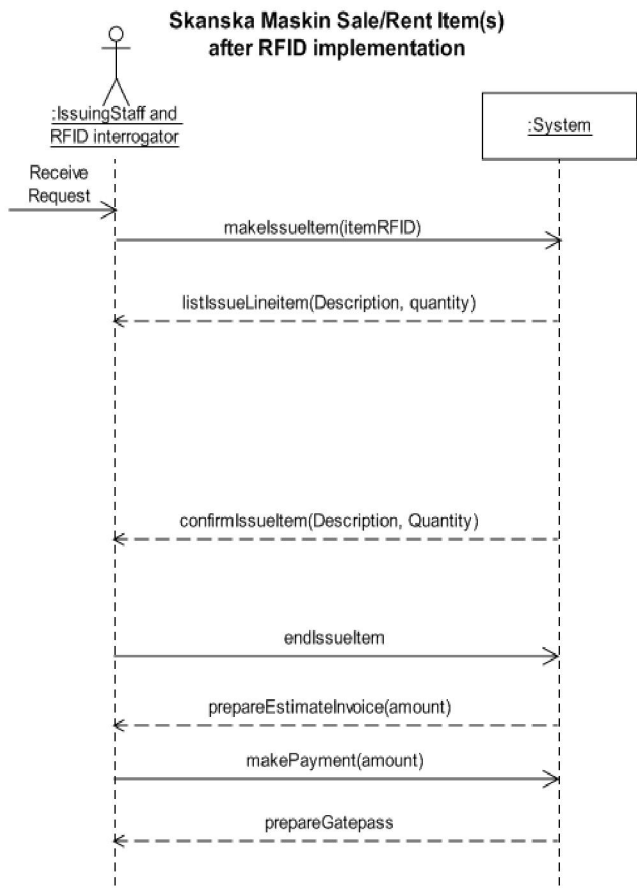 Skanska Maskin Sale/Rent Item(s)
after RFID implementation
:IssuingStaff and
RFID interrogator
:System
Receive
Request
makeIssueItem(itemRFID)
listIssueLineitem(Description, quantity)
confirmIssueItem(Description, Quantity)
endIssueItem
prepareEstimateInvoice(amount)
makePayment(amount)
prepareGatepass